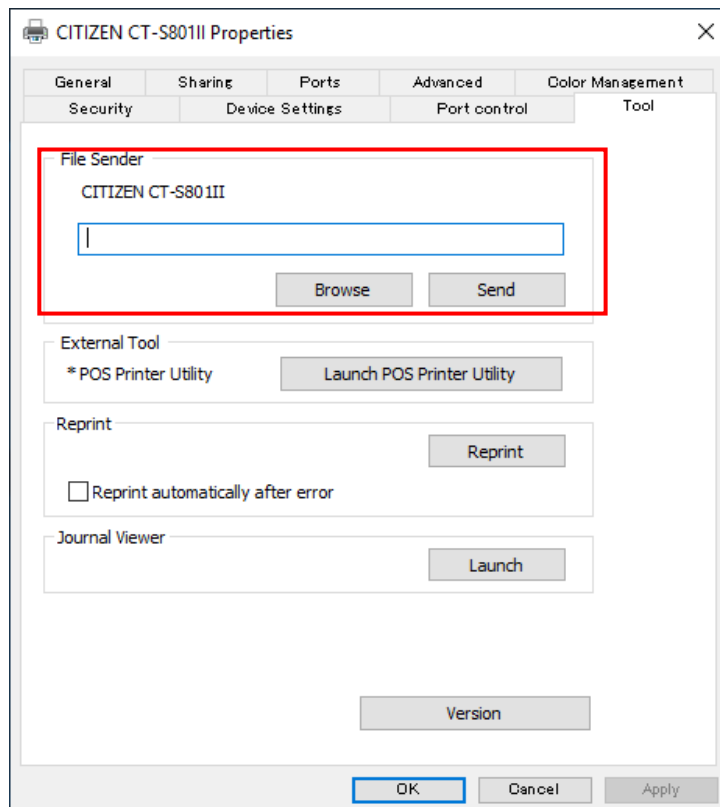 CITIZEN CT-S801II Properties
General Sharing Ports Advanced Color Management
Security Device Settings Port control Tool
File Sender
CITIZEN CT-S801II
Browse Send
External Tool
* POS Printer Utility Launch POS Printer Utility
Reprint
Reprint
Reprint automatically after error
Journal Viewer
Launch
Version
OK Cancel Apply